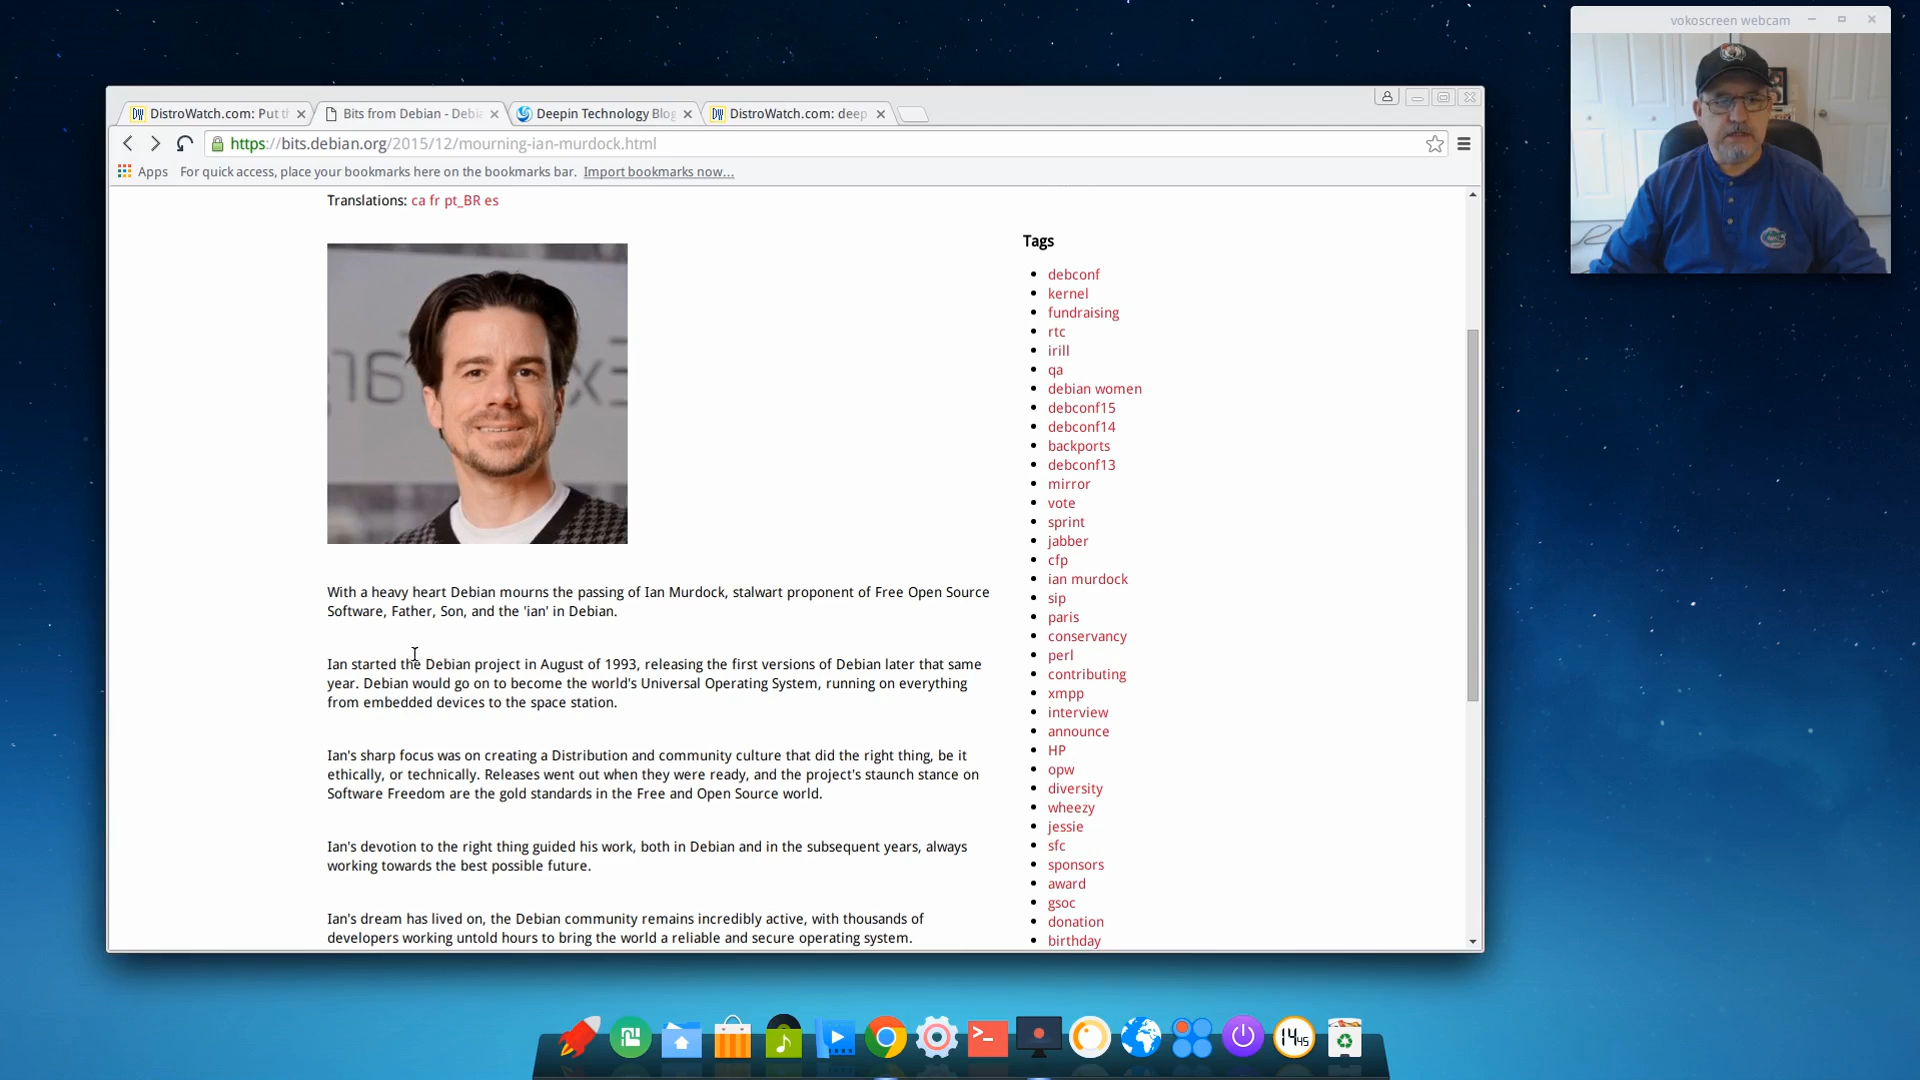 vokoscreen webcam
DistroWatch.com: Put t
Bits from Debian - Debi
Deepin Technology Blog
DistroWatch.com: deep
https://bits.debian.org/2015/12/mourning-ian-murdock.html
Apps
For quick access, place your bookmarks here on the bookmarks bar. Import bookmarks now...
Translations: ca fr pt_BR es
With a heavy heart Debian mourns the passing of Ian Murdock, stalwart proponent of Free Open Source
Software, Father, Son, and the 'ian' in Debian.
Ian started the Debian project in August of 1993, releasing the first versions of Debian later that same
year. Debian would go on to become the world's Universal Operating System, running on everything
from embedded devices to the space station.
Ian's sharp focus was on creating a Distribution and community culture that did the right thing, be it
ethically, or technically. Releases went out when they were ready, and the project's staunch stance on
Software Freedom are the gold standards in the Free and Open Source world.
Ian's devotion to the right thing guided his work, both in Debian and in the subsequent years, always
working towards the best possible future.
Ian's dream has lived on, the Debian community remains incredibly active, with thousands of
developers working untold hours to bring the world a reliable and secure operating system.
Tags
debconf
kernel
fundraising
rtc
irill
qa
debian women
debconf15
debconf14
backports
debconf13
mirror
vote
sprint
jabber
cfp
ian murdock
sip
paris
conservancy
perl
contributing
xmpp
interview
announce
HP
opw
diversity
wheezy
jessie
sfc
sponsors
award
gsoc
donation
birthday
14 45